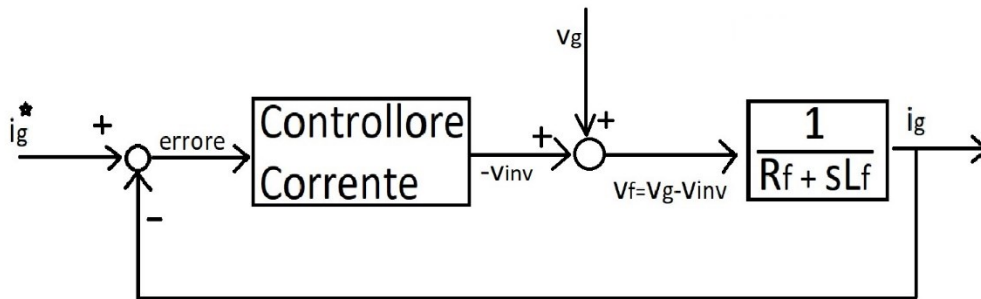 vg
ig*
+
errore
Controllore
Corrente
+
-vinv
+
vf=vg-vinv
1
Rf + sLf
ig
-